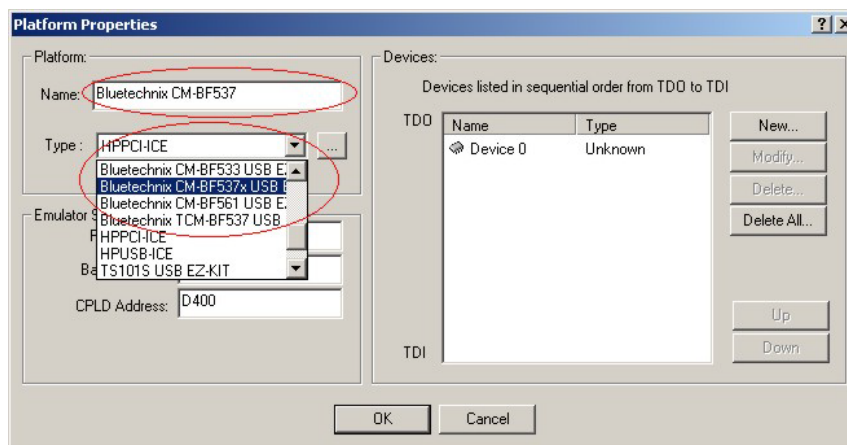 Platform Properties
Platform:
Name: Bluetechnix CM-BF537
Type : HPPCI-ICE
...
Bluetechnix CM-BF533 USB
Bluetechnix CM-BF537x USB
Bluetechnix CM-BF561 USB
Bluetechnix TCM-BF537 USB
HPPCI-ICE
HPUSB-ICE
TS101S USB EZ-KIT
Emulator
CPLD Address: D400
Devices:
Devices listed in sequential order from TDO to TDI
TDO
Name Type
Device 0 Unknown
TDI
New...
Modify...
Delete...
Delete All...
Up
Down
OK Cancel